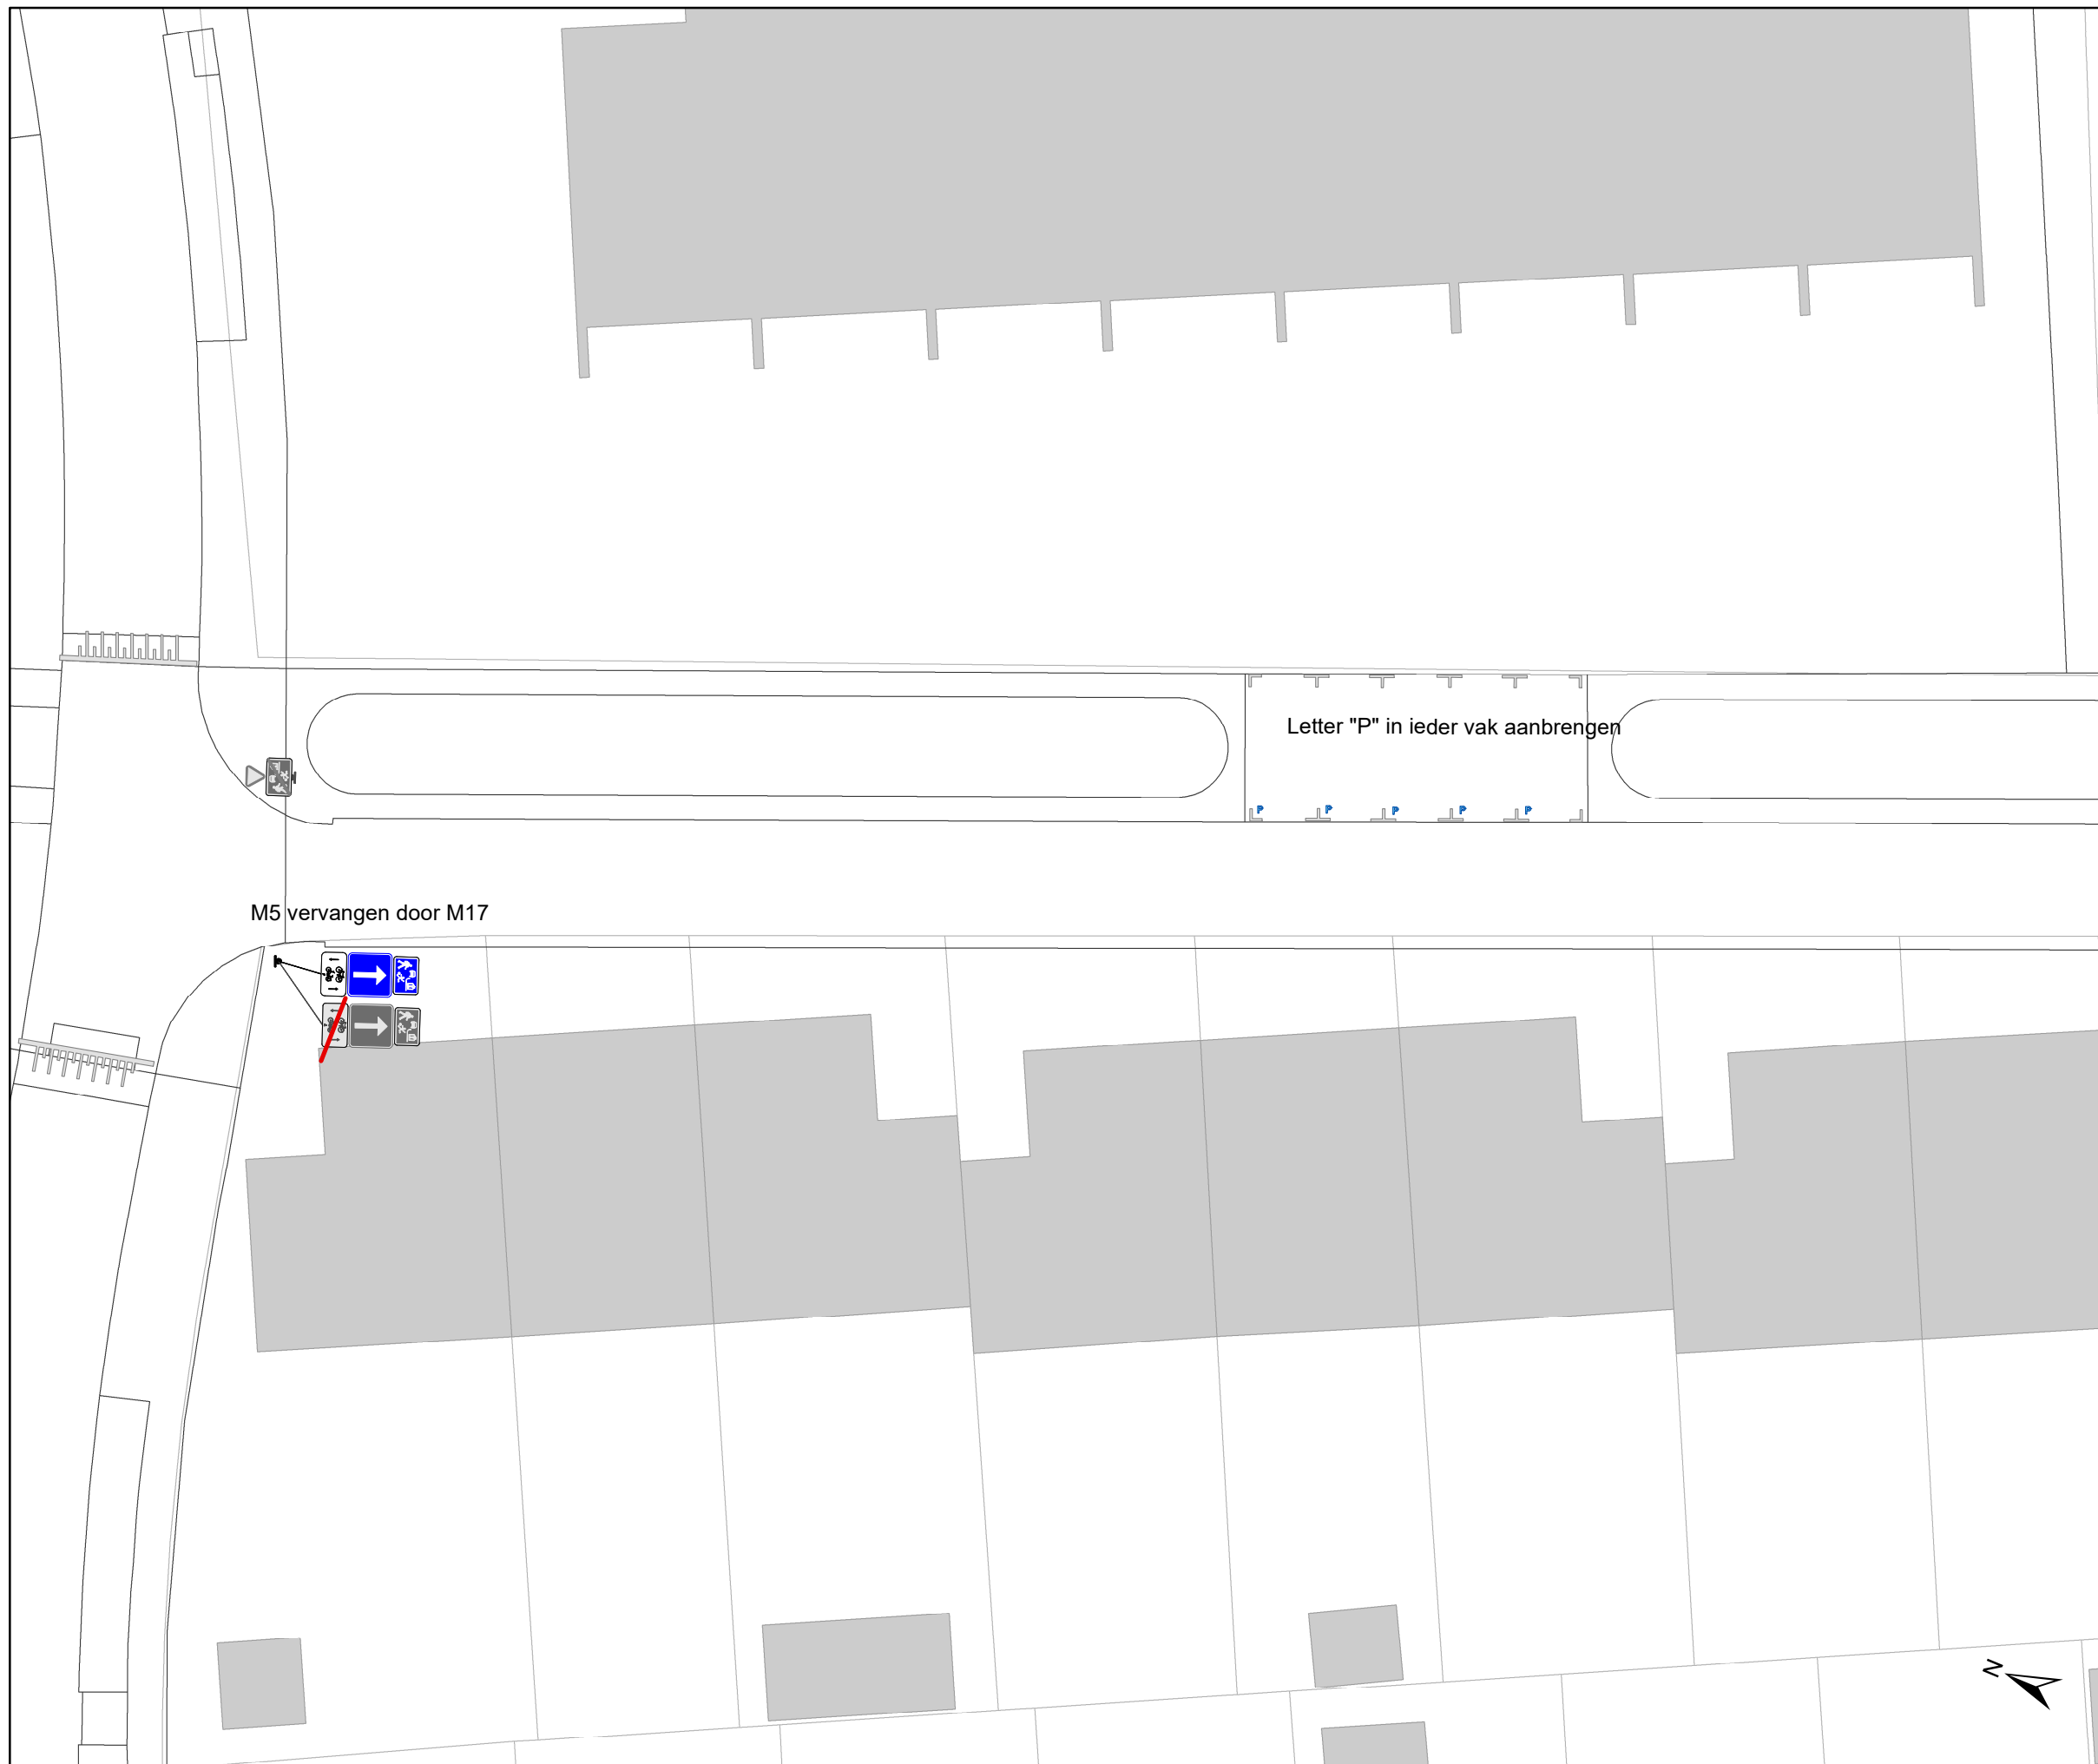 Letter "P" in ieder vak aanbrengen
P P P P P
M5 vervangen door M17
N